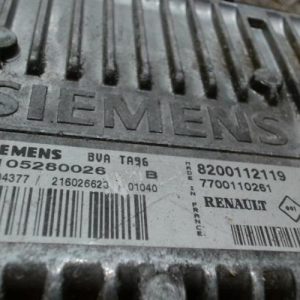 SIEMENS
SIEMENS BVA TA96
105260026 B
04377 // 216026623 01040
MADE IN FRANCE
8200112119
7700110261
RENAULT